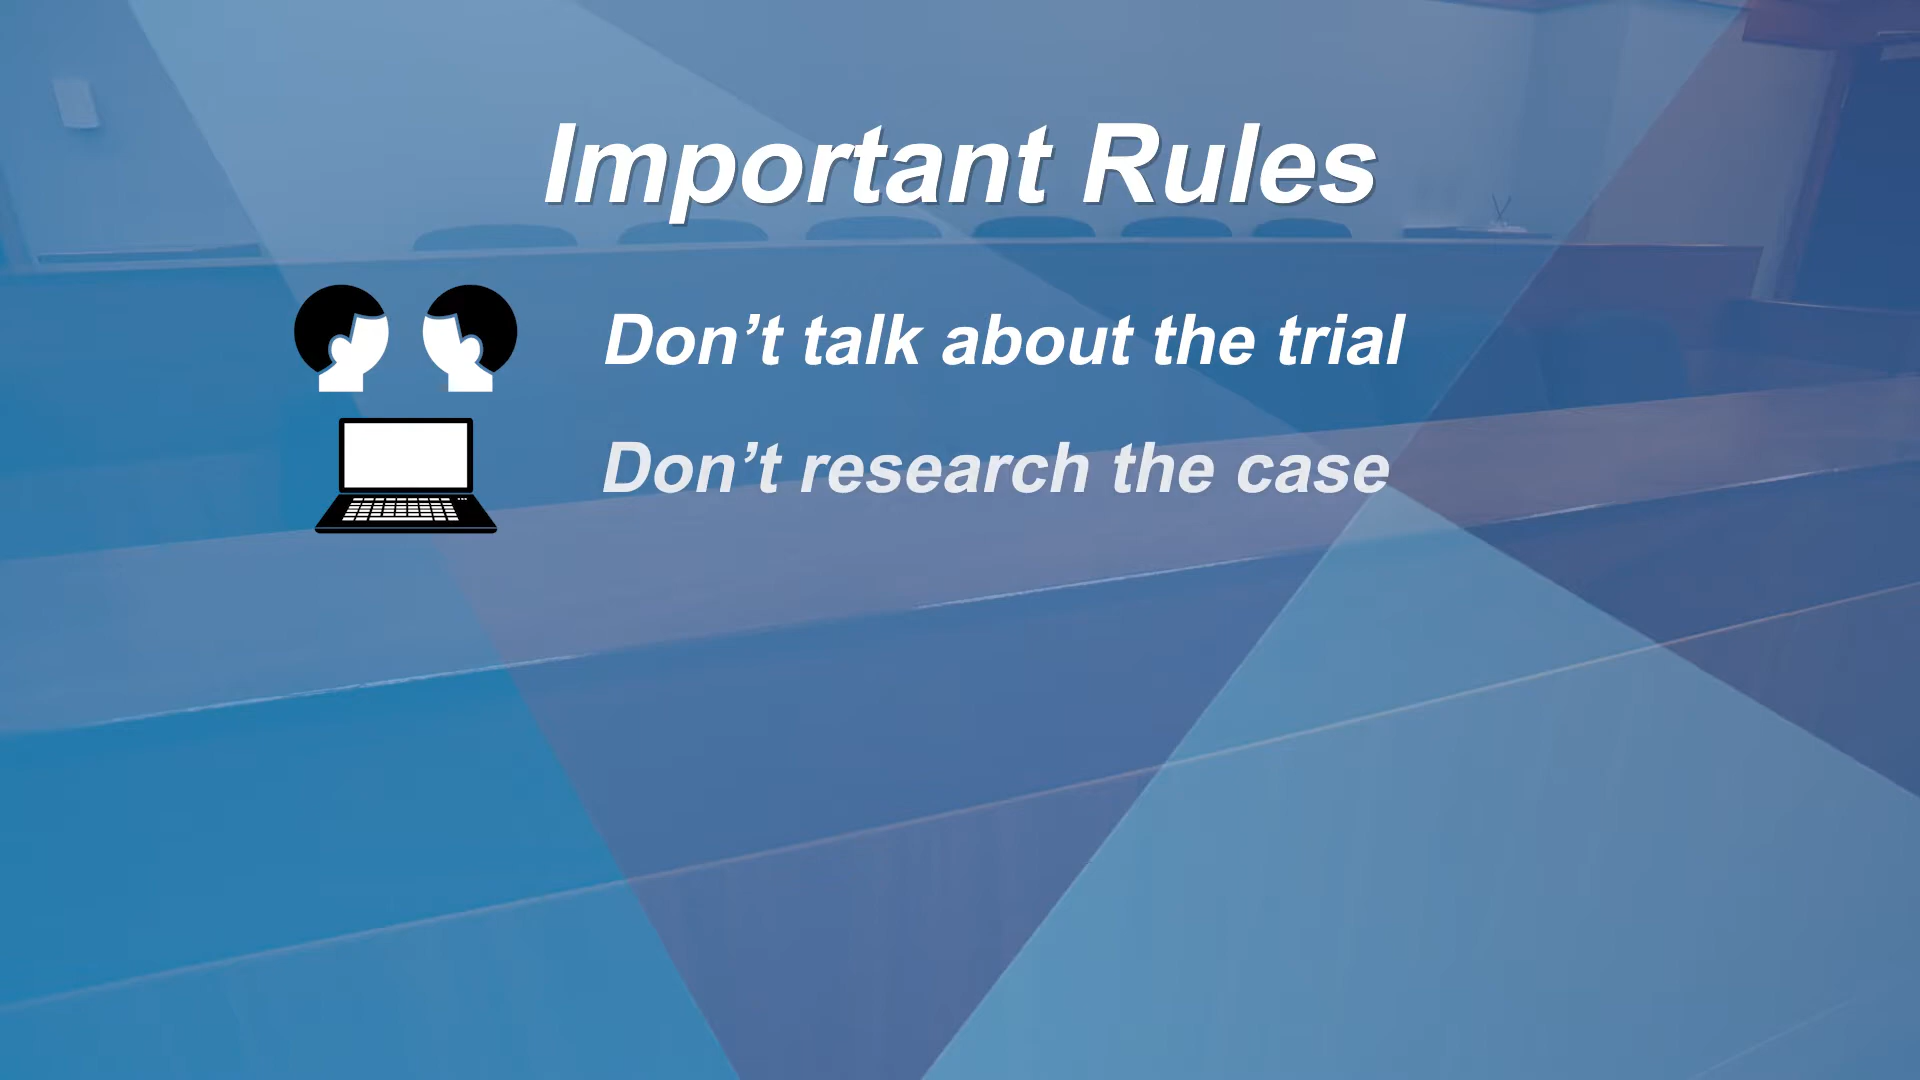 Important Rules
Don’t talk about the trial
Don’t research the case